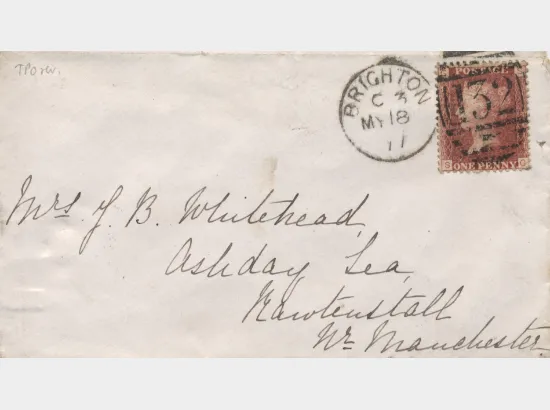 BRIGHTON
C 3
MY 18
77
POSTAGE
132
ONE PENNY
Mrs J. B. Whitehead,
Ashday Lea,
Rawtenstall
Nr Manchester